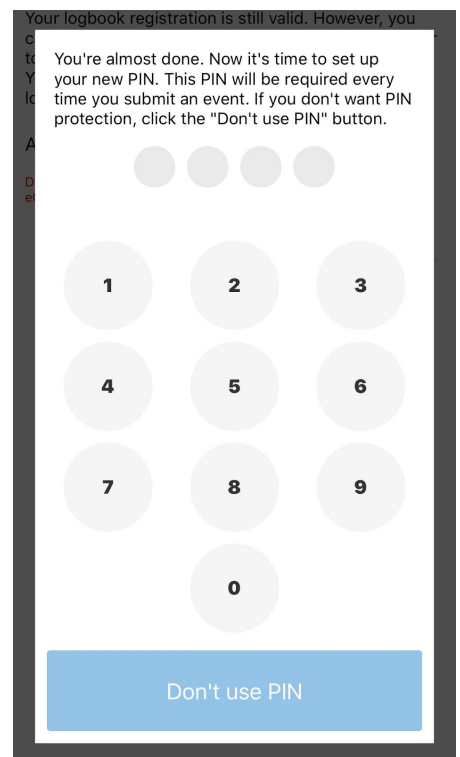 Your logbook registration is still valid. However, you
You're almost done. Now it's time to set up
your new PIN. This PIN will be required every
time you submit an event. If you don't want PIN
protection, click the "Don't use PIN" button.
1 2 3
4 5 6
7 8 9
0
Don't use PIN